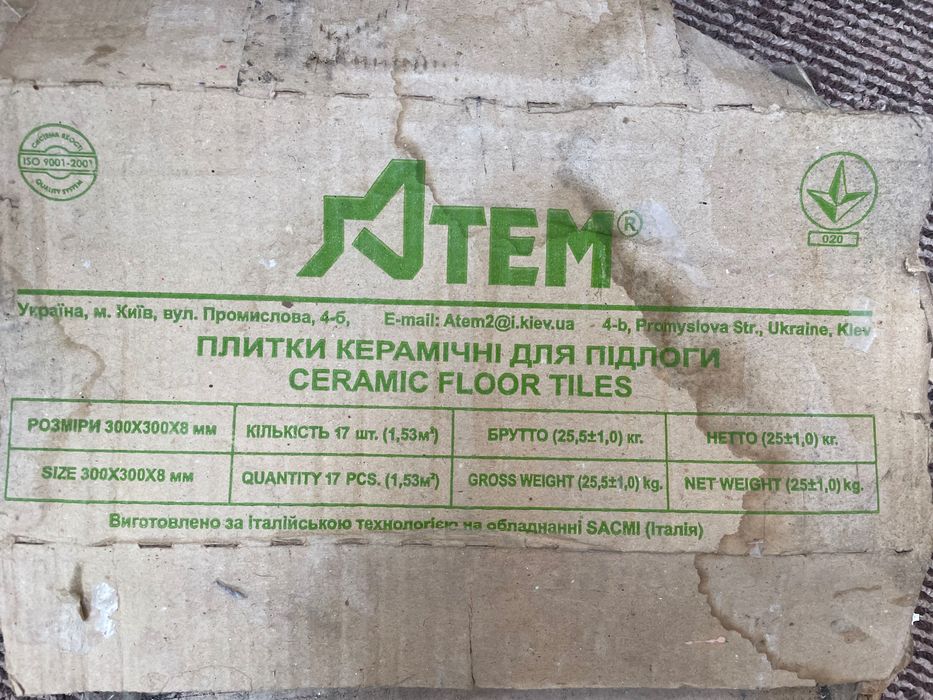 СИСТЕМА ЯКОСТІ
ISO 9001-2001
QUALITY SYSTEM
АТЕМ®
020
Україна, м. Київ, вул. Промислова, 4-б, E-mail: Atem2@i.kiev.ua 4-b, Promyslova Str., Ukraine, Kiev
ПЛИТКИ КЕРАМІЧНІ ДЛЯ ПІДЛОГИ
CERAMIC FLOOR TILES
РОЗМІРИ 300Х300Х8 мм КІЛЬКІСТЬ 17 шт. (1,53м²) БРУТТО (25,5±1,0) кг. НЕТТО (25±1,0) кг.
SIZE 300X300X8 мм QUANTITY 17 PCS. (1,53м²) GROSS WEIGHT (25,5±1,0) kg. NET WEIGHT (25±1,0) kg.
Виготовлено за італійською технологією на обладнанні SACMI (Італія)